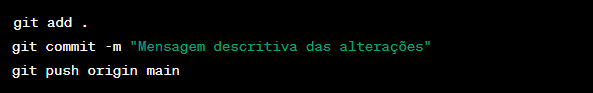 git add .
git commit -m "Mensagem descritiva das alterações"
git push origin main